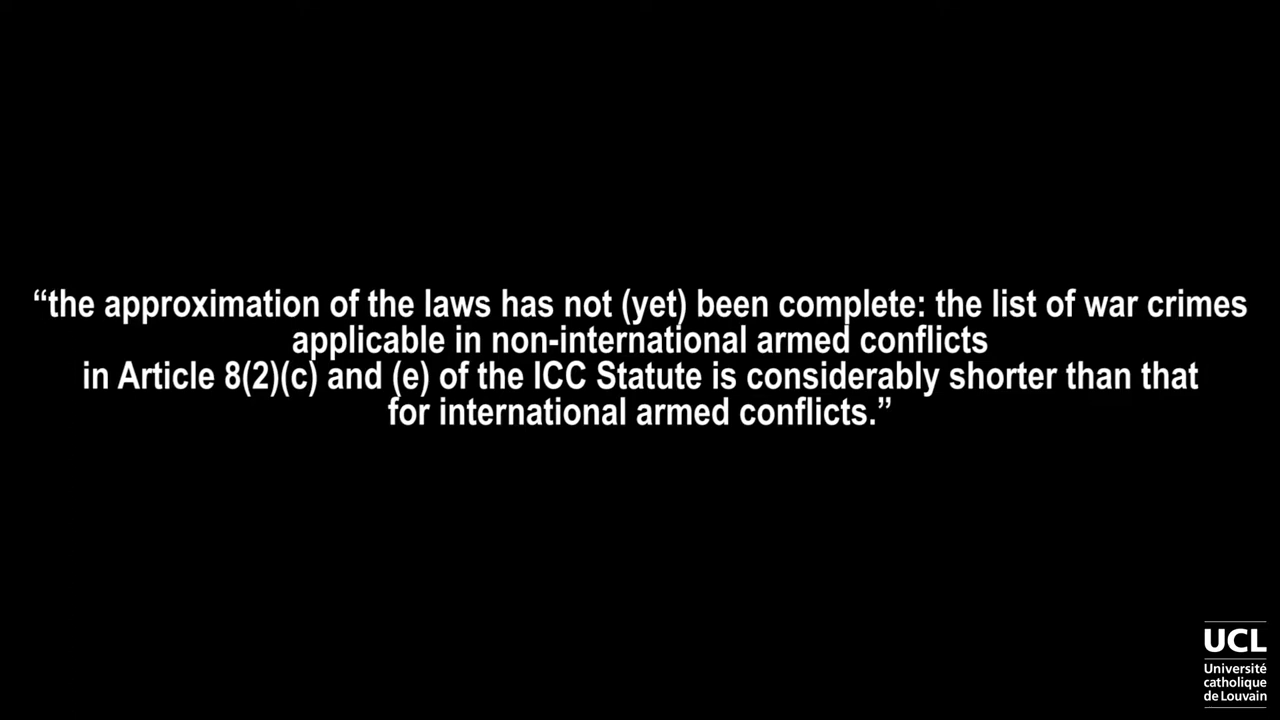 “the approximation of the laws has not (yet) been complete: the list of war crimes
applicable in non-international armed conflicts
in Article 8(2)(c) and (e) of the ICC Statute is considerably shorter than that
for international armed conflicts.”
UCL
Université
catholique
de Louvain